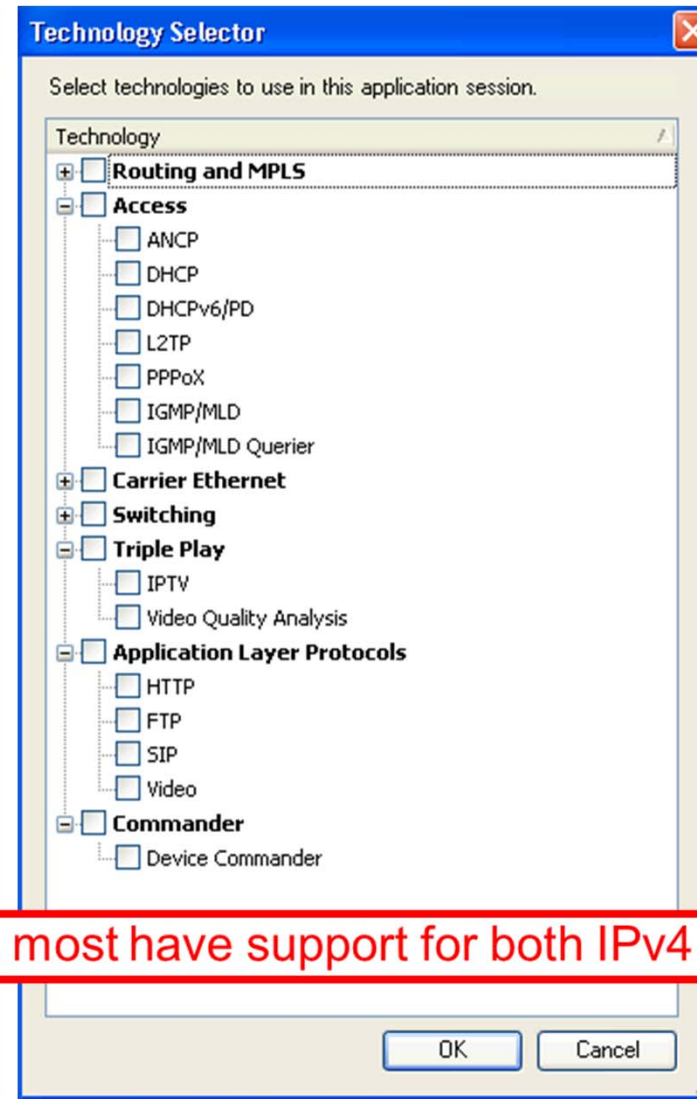 Technology Selector
Select technologies to use in this application session.
Technology
Routing and MPLS
Access
ANCP
DHCP
DHCPv6/PD
L2TP
PPPoX
IGMP/MLD
IGMP/MLD Querier
Carrier Ethernet
Switching
Triple Play
IPTV
Video Quality Analysis
Application Layer Protocols
HTTP
FTP
SIP
Video
Commander
Device Commander
most have support for both IPv4
OK Cancel